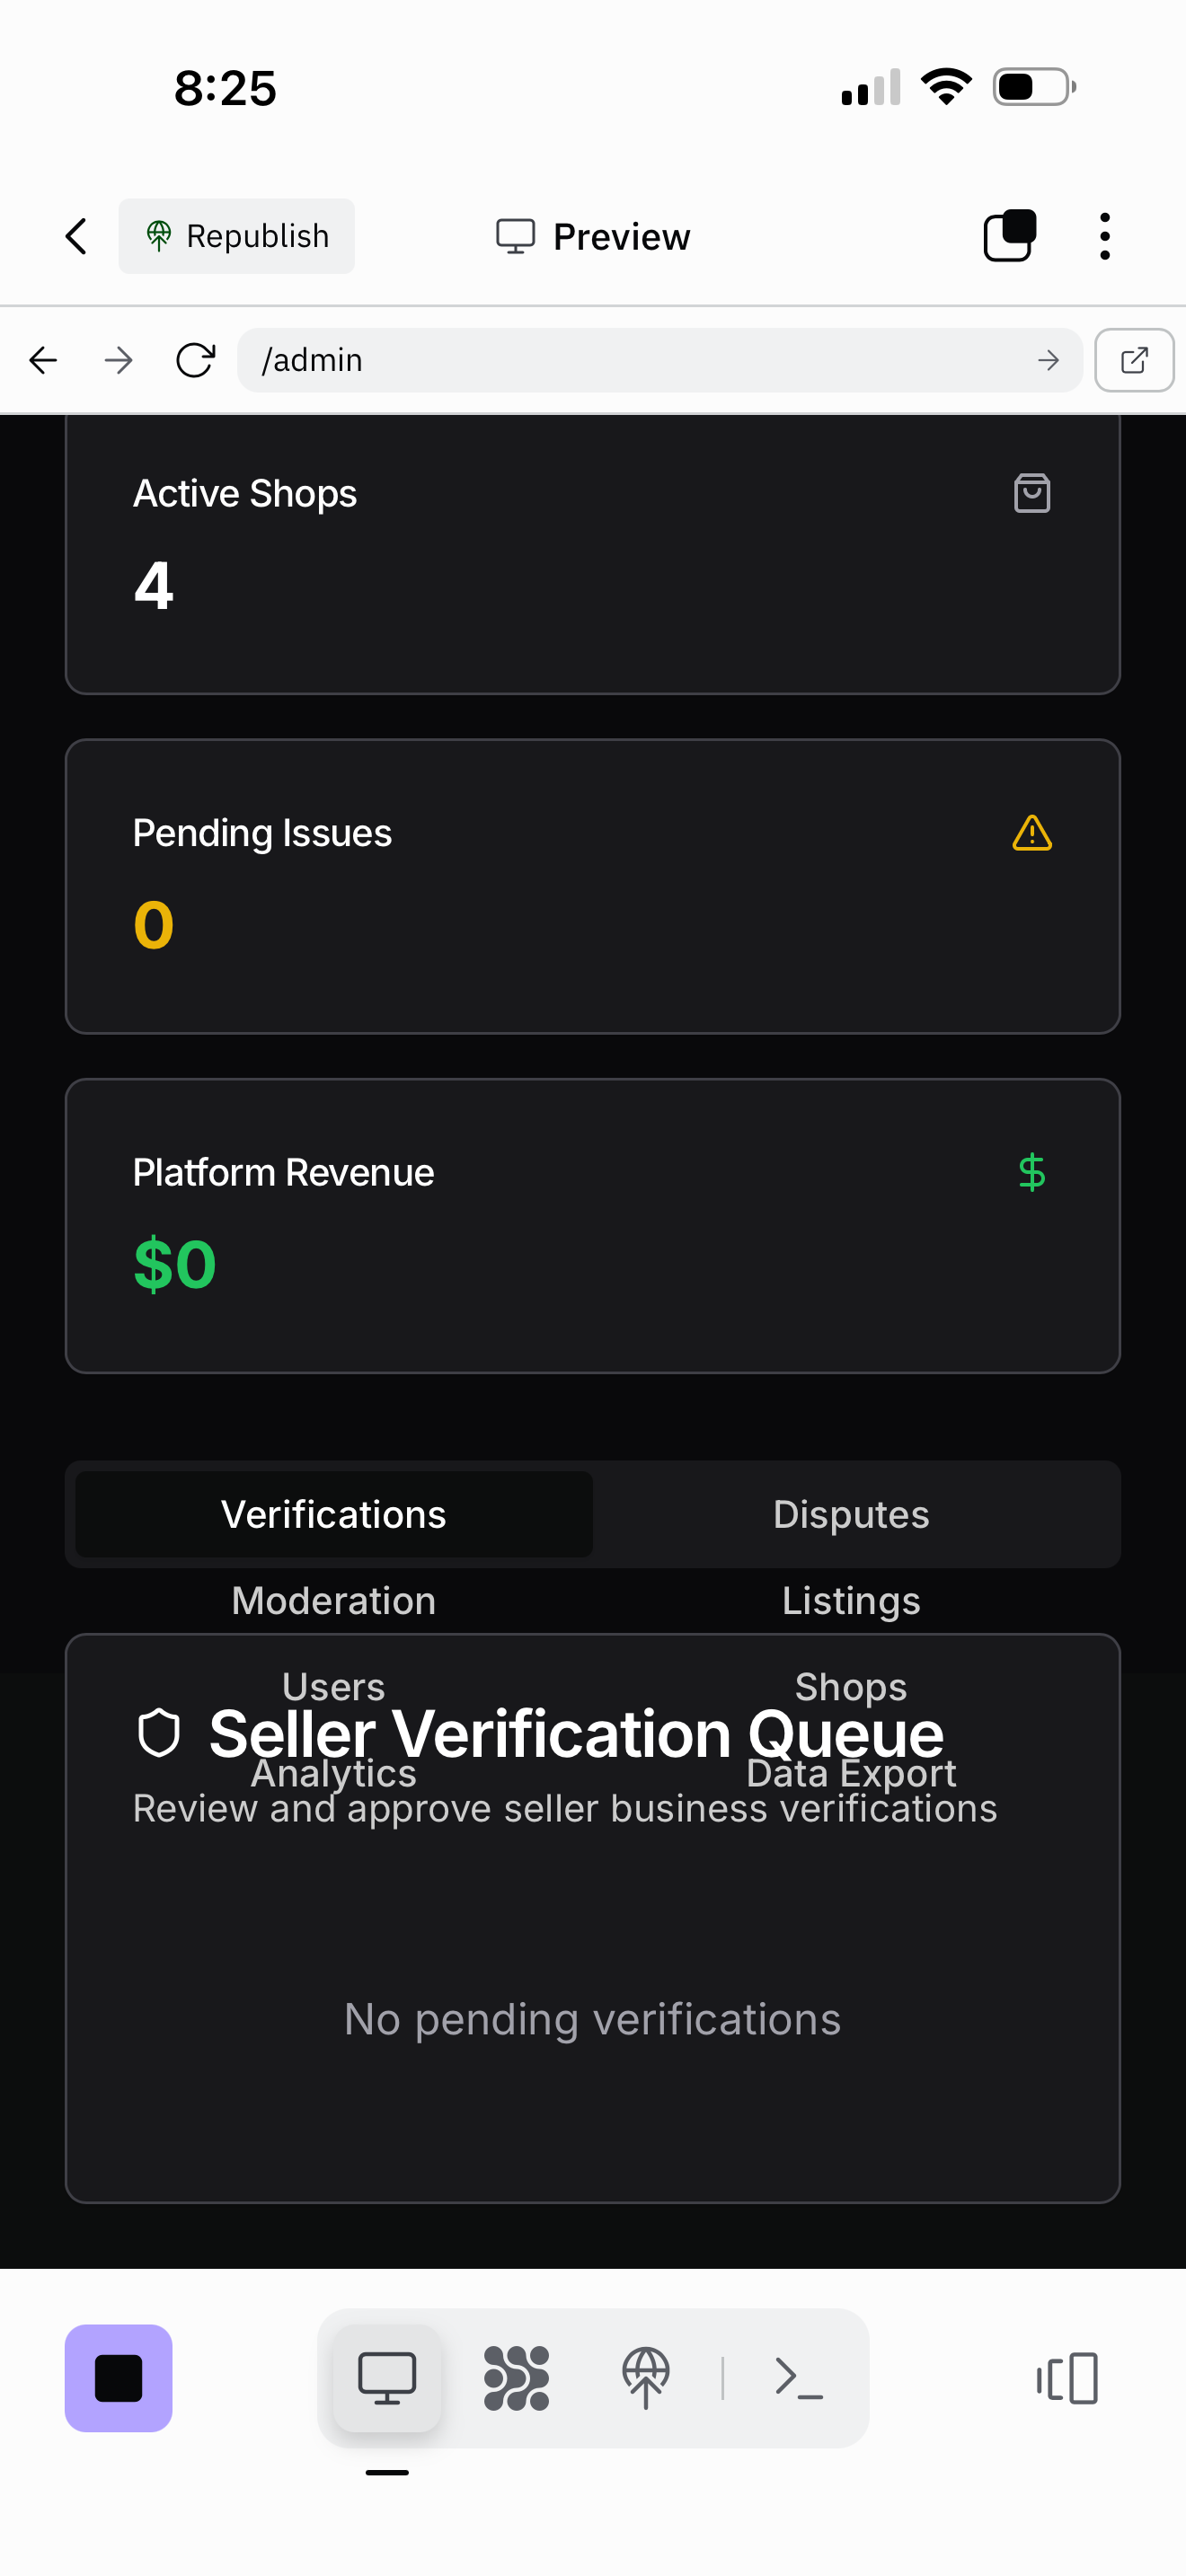 8:25
Republish
Preview
/admin
Active Shops
4
Pending Issues
0
Platform Revenue
$0
Verifications Disputes
Moderation Listings
Users Shops
Seller Verification Queue
Analytics Data Export
Review and approve seller business verifications
No pending verifications